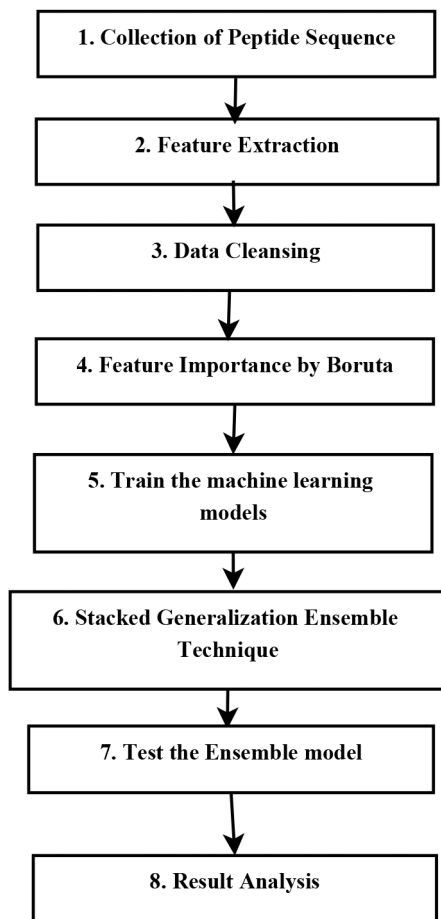 1. Collection of Peptide Sequence
2. Feature Extraction
3. Data Cleansing
4. Feature Importance by Boruta
5. Train the machine learning
models
6. Stacked Generalization Ensemble
Technique
7. Test the Ensemble model
8. Result Analysis